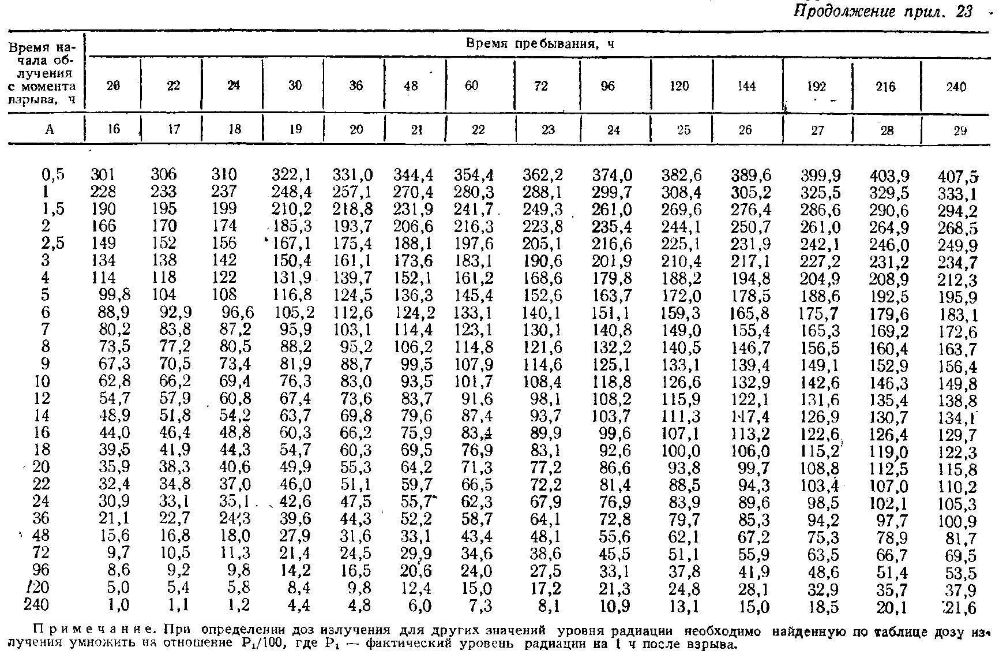 Продолжение прил. 23
Время на-
чала об-
лучения
с момента
взрыва, ч
Время пребывания, ч
20 22 24 30 36 48 60 72 96 120 144 192 216 240
А 16 17 18 19 20 21 22 23 24 25 26 27 28 29
0,5 301 306 310 322,1 331,0 344,4 354,4 362,2 374,0 382,6 389,6 399,9 403,9 407,5
1 228 233 237 248,4 257,1 270,4 280,3 288,1 299,7 308,4 305,2 325,5 329,5 333,1
1,5 190 195 199 210,2 218,8 231,9 241,7 249,3 261,0 269,6 276,4 286,6 290,6 294,2
2 166 170 174 185,3 193,7 206,6 216,3 223,8 235,4 244,1 250,7 261,0 264,9 268,5
2,5 149 152 156 167,1 175,4 188,1 197,6 205,1 216,6 225,1 231,9 242,1 246,0 249,9
3 134 138 142 150,4 161,1 173,6 183,1 190,6 201,9 210,4 217,1 227,2 231,2 234,7
4 114 118 122 131,9 139,7 152,1 161,2 168,6 179,8 188,2 194,8 204,9 208,9 212,3
5 99,8 104 108 116,8 124,5 136,3 145,4 152,6 163,7 172,0 178,5 188,6 192,5 195,9
6 88,9 92,9 96,6 105,2 112,6 124,2 133,1 140,1 151,1 159,3 165,8 175,7 179,6 183,1
7 80,2 83,8 87,2 95,9 103,1 114,4 123,1 130,1 140,8 149,0 155,4 165,3 169,2 172,6
8 73,5 77,2 80,5 88,2 95,2 106,2 114,8 121,6 132,2 140,5 146,7 156,5 160,4 163,7
9 67,3 70,5 73,4 81,9 88,7 99,5 107,9 114,6 125,1 133,1 139,4 149,1 152,9 156,4
10 62,8 66,2 69,4 76,3 83,0 93,5 101,7 108,4 118,8 126,6 132,9 142,6 146,3 149,8
12 54,7 57,9 60,8 67,4 73,6 83,7 91,6 98,1 108,2 115,9 122,1 131,6 135,4 138,8
14 48,9 51,8 54,2 63,7 69,8 79,6 87,4 93,7 103,7 111,3 117,4 126,9 130,7 134,1
16 44,0 46,4 48,8 60,3 66,2 75,9 83,4 89,9 99,6 107,1 113,2 122,6 126,4 129,7
18 39,5 41,9 44,3 54,7 60,3 69,5 76,9 83,1 92,6 100,0 106,0 115,2 119,0 122,3
20 35,9 38,3 40,6 49,9 55,3 64,2 71,3 77,2 86,6 93,8 99,7 108,8 112,5 115,8
22 32,4 34,8 37,0 46,0 51,1 59,7 66,5 72,2 81,4 88,5 94,3 103,4 107,0 110,2
24 30,9 33,1 35,1 42,6 47,5 55,7 62,3 67,9 76,9 83,9 89,6 98,5 102,1 105,3
36 21,1 22,7 24,3 39,6 44,3 52,2 58,7 64,1 72,8 79,7 85,3 94,2 97,7 100,9
48 15,6 16,8 18,0 27,9 31,6 33,1 43,4 48,1 55,6 62,1 67,2 75,3 78,9 81,7
72 9,7 10,5 11,3 21,4 24,5 29,9 34,6 38,6 45,5 51,1 55,9 63,5 66,7 69,5
96 8,6 9,2 9,8 14,2 16,5 20,6 24,0 27,5 33,1 37,8 41,9 48,6 51,4 53,5
120 5,0 5,4 5,8 8,4 9,8 12,4 15,0 17,2 21,3 24,8 28,1 32,9 35,7 37,9
240 1,0 1,1 1,2 4,4 4,8 6,0 7,3 8,1 10,9 13,1 15,0 18,5 20,1 21,6
Примечание. При определении доз излучения для других значений уровня радиации необходимо найденную по таблице дозу из-
лучения умножить на отношение P₁/100, где P₁ — фактический уровень радиации на 1 ч после взрыва.